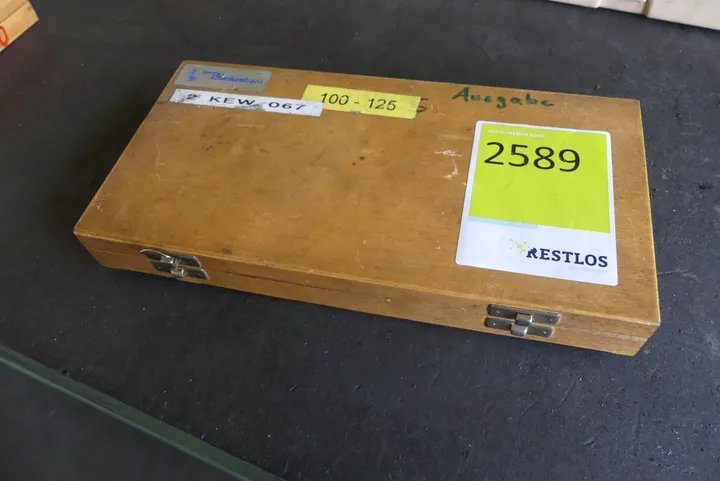 KEW 067
100 - 125
Ausgabe
2589
RESTLOS